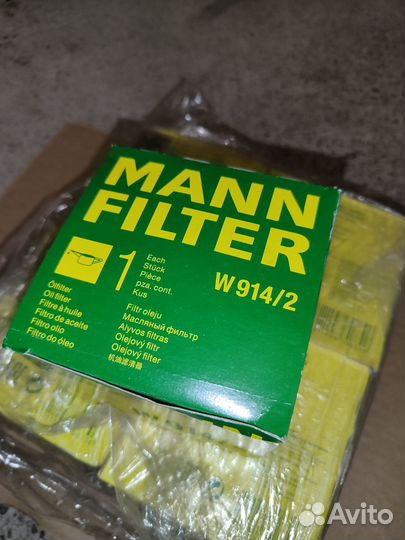 MANN
FILTER
1
Each
Stück
Pièce
pza. cont.
Kus
W 914/2
Ölfilter
Oil filter
Filtre à huile
Filtro de aceite
Filtro olio
Filtro do óleo
Filtr oleju
Масляный фильтр
Alyvos filtras
Olejový filtr
Olejový filter
机油滤清器
Avito